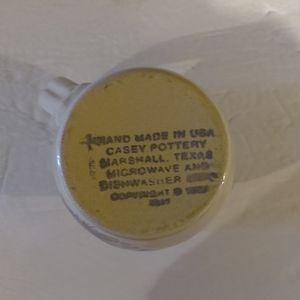 HAND MADE IN USA
CASEY POTTERY
MARSHALL, TEXAS
MICROWAVE AND
DISHWASHER
COPYRIGHT ©